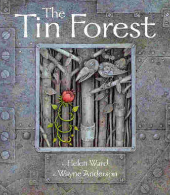 The
Tin Forest
Helen Ward
Wayne Anderson